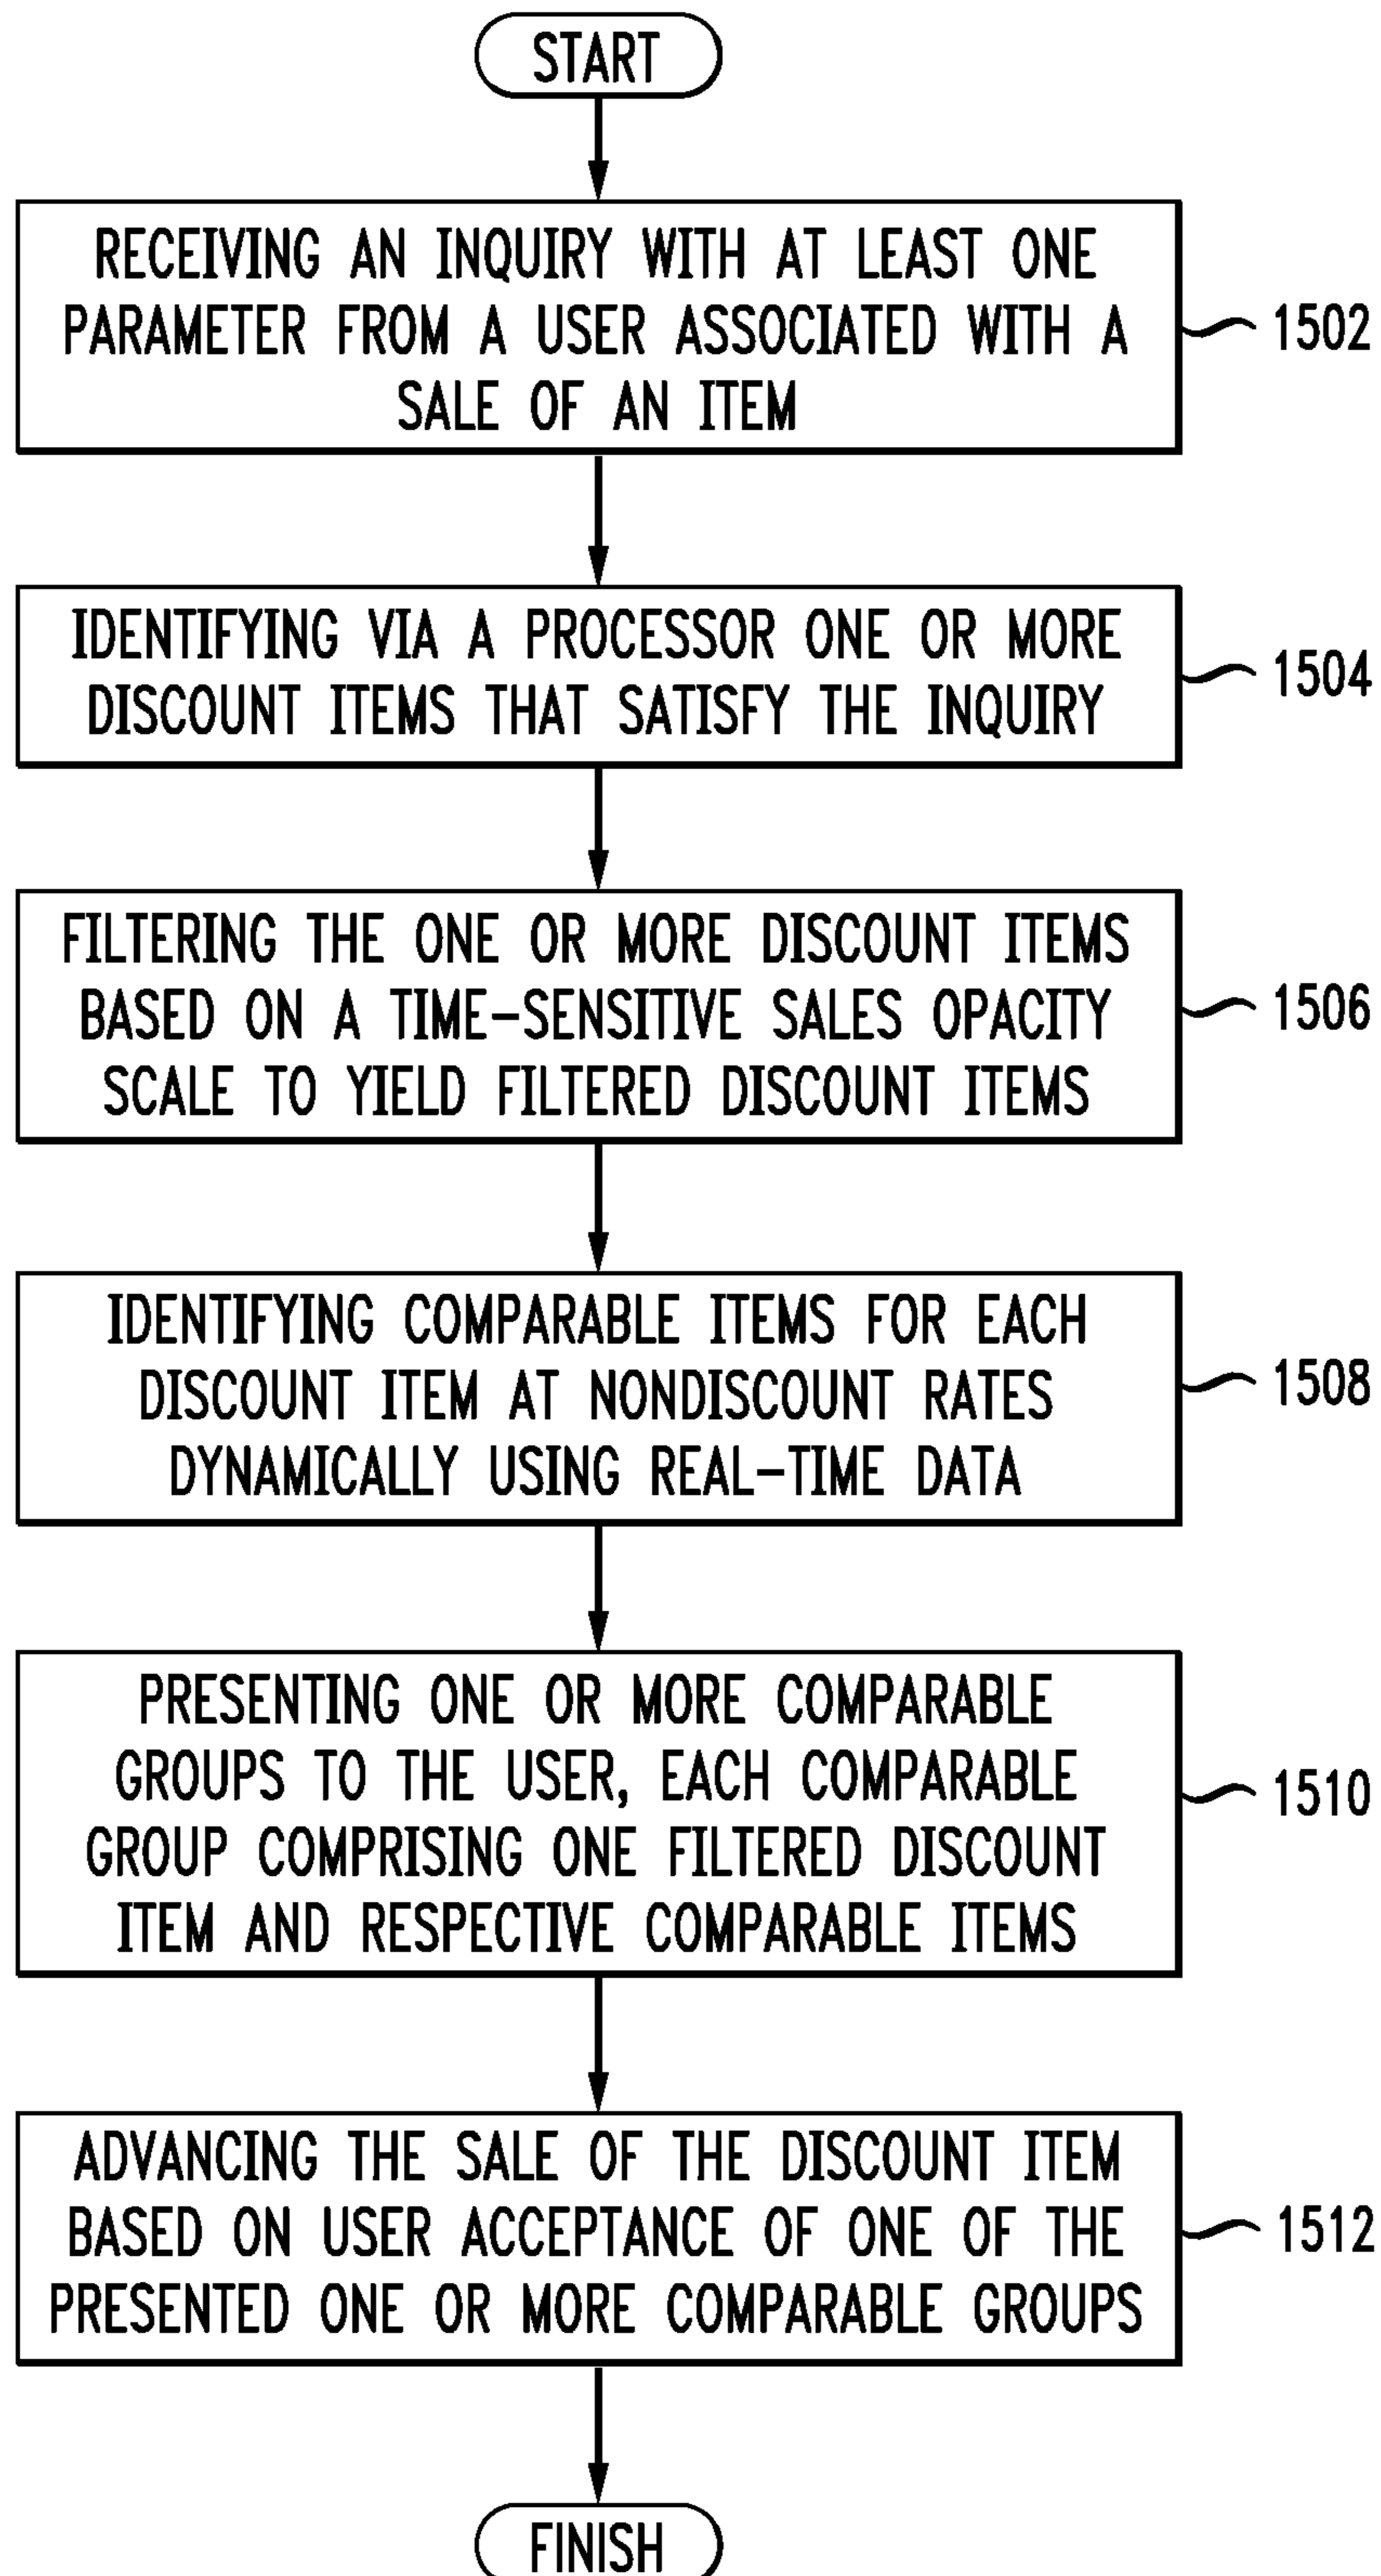 START
RECEIVING AN INQUIRY WITH AT LEAST ONE
PARAMETER FROM A USER ASSOCIATED WITH A
SALE OF AN ITEM
1502
IDENTIFYING VIA A PROCESSOR ONE OR MORE
DISCOUNT ITEMS THAT SATISFY THE INQUIRY
1504
FILTERING THE ONE OR MORE DISCOUNT ITEMS
BASED ON A TIME-SENSITIVE SALES OPACITY
SCALE TO YIELD FILTERED DISCOUNT ITEMS
1506
IDENTIFYING COMPARABLE ITEMS FOR EACH
DISCOUNT ITEM AT NONDISCOUNT RATES
DYNAMICALLY USING REAL-TIME DATA
1508
PRESENTING ONE OR MORE COMPARABLE
GROUPS TO THE USER, EACH COMPARABLE
GROUP COMPRISING ONE FILTERED DISCOUNT
ITEM AND RESPECTIVE COMPARABLE ITEMS
1510
ADVANCING THE SALE OF THE DISCOUNT ITEM
BASED ON USER ACCEPTANCE OF ONE OF THE
PRESENTED ONE OR MORE COMPARABLE GROUPS
1512
FINISH